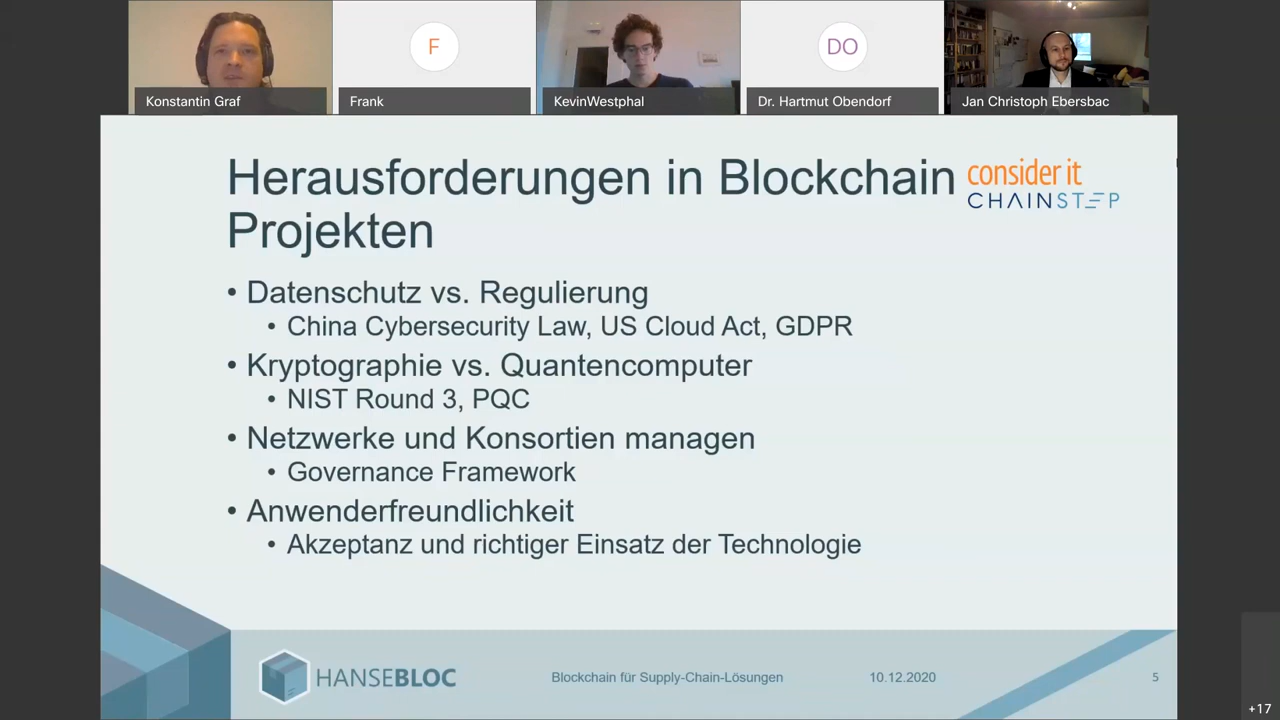 Konstantin Graf
F
Frank
KevinWestphal
DO
Dr. Hartmut Obendorf
Jan Christoph Ebersbac
Herausforderungen in Blockchain
Projekten
consider it
CHAINSTEP
• Datenschutz vs. Regulierung
• China Cybersecurity Law, US Cloud Act, GDPR
• Kryptographie vs. Quantencomputer
• NIST Round 3, PQC
• Netzwerke und Konsortien managen
• Governance Framework
• Anwenderfreundlichkeit
• Akzeptanz und richtiger Einsatz der Technologie
HANSEBLOC
Blockchain für Supply-Chain-Lösungen
10.12.2020
5
+17